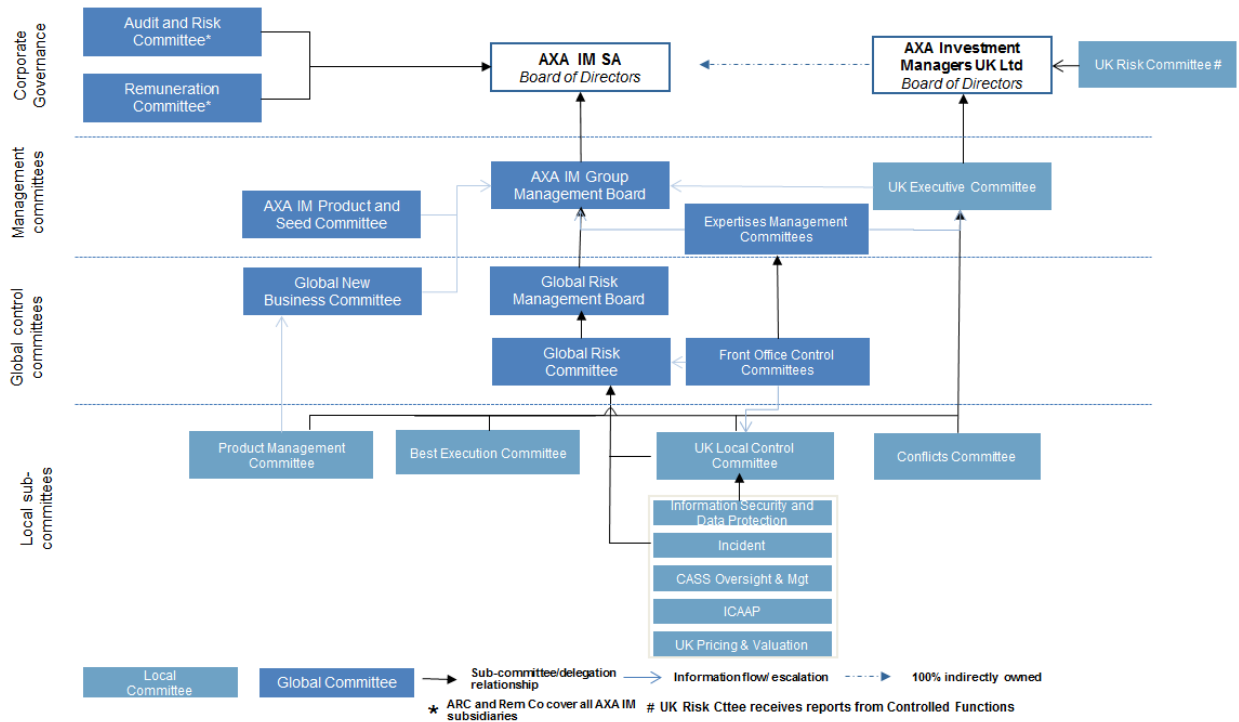 Corporate
Governance
Audit and Risk
Committee*
Remuneration
Committee*
AXA IM SA
Board of Directors
AXA Investment
Managers UK Ltd
Board of Directors
UK Risk Committee #
Management
committees
AXA IM Group
Management Board
UK Executive Committee
AXA IM Product and
Seed Committee
Expertises Management
Committees
Global control
committees
Global New
Business Committee
Global Risk
Management Board
Global Risk
Committee
Front Office Control
Committees
Local sub-
committees
Product Management
Committee
Best Execution Committee
UK Local Control
Committee
Conflicts Committee
Information Security and
Data Protection
Incident
CASS Oversight & Mgt
ICAAP
UK Pricing & Valuation
Local
Committee
Global Committee
Sub-committee/delegation
relationship
Information flow/ escalation
100% indirectly owned
* ARC and Rem Co cover all AXA IM
subsidiaries
# UK Risk Cttee receives reports from Controlled Functions